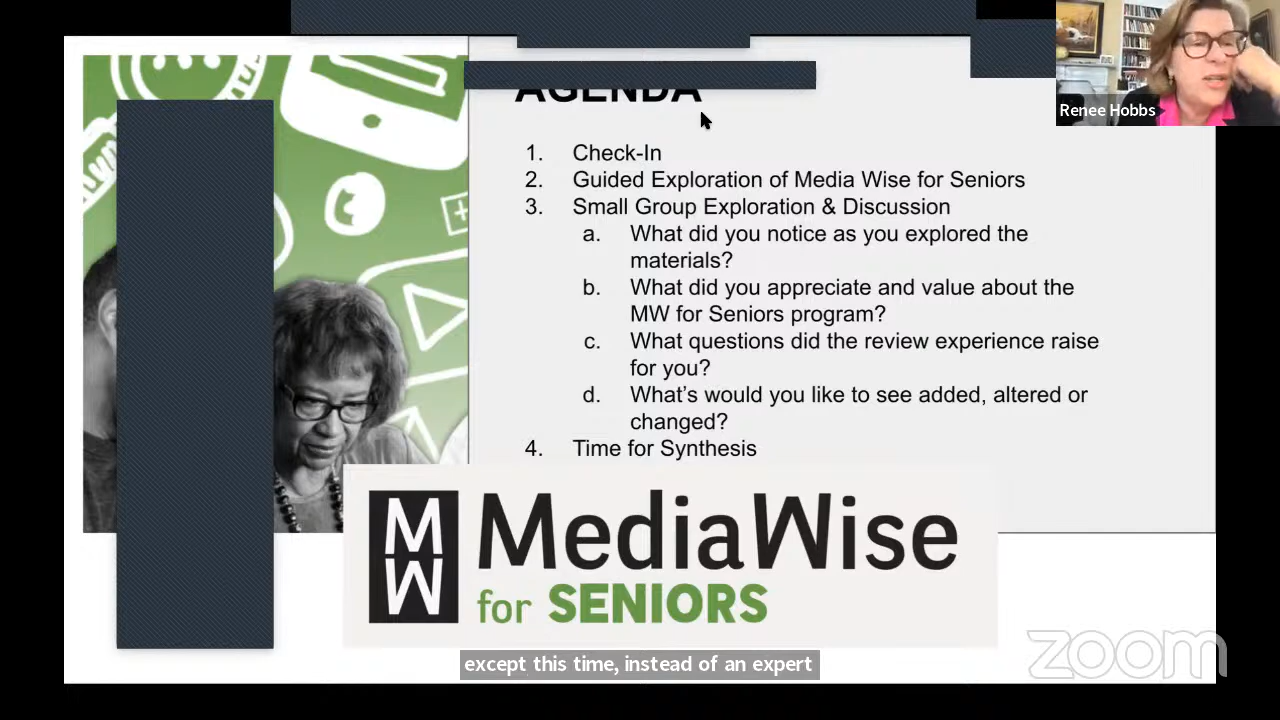 AGENDA
Renee Hobbs
1. Check-In
2. Guided Exploration of Media Wise for Seniors
3. Small Group Exploration & Discussion
a. What did you notice as you explored the
materials?
b. What did you appreciate and value about the
MW for Seniors program?
c. What questions did the review experience raise
for you?
d. What’s would you like to see added, altered or
changed?
4. Time for Synthesis
M
W
MediaWise
for SENIORS
except this time, instead of an expert
zoom